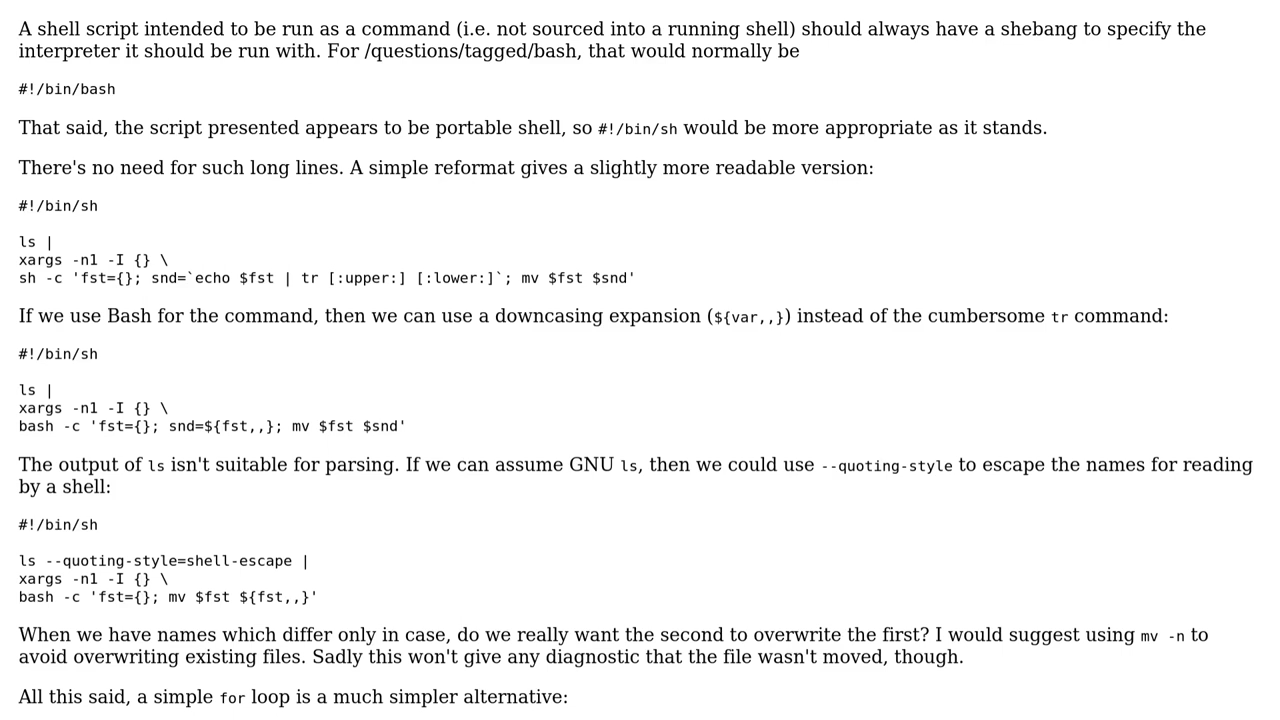 A shell script intended to be run as a command (i.e. not sourced into a running shell) should always have a shebang to specify the
interpreter it should be run with. For /questions/tagged/bash, that would normally be
#!/bin/bash
That said, the script presented appears to be portable shell, so #!/bin/sh would be more appropriate as it stands.
There's no need for such long lines. A simple reformat gives a slightly more readable version:
#!/bin/sh
ls |
xargs -n1 -I {} \
sh -c 'fst={}; snd=`echo $fst | tr [:upper:] [:lower:]`; mv $fst $snd'
If we use Bash for the command, then we can use a downcasing expansion (${var,,}) instead of the cumbersome tr command:
#!/bin/sh
ls |
xargs -n1 -I {} \
bash -c 'fst={}; snd=${fst,,}; mv $fst $snd'
The output of ls isn't suitable for parsing. If we can assume GNU ls, then we could use --quoting-style to escape the names for reading
by a shell:
#!/bin/sh
ls --quoting-style=shell-escape |
xargs -n1 -I {} \
bash -c 'fst={}; mv $fst ${fst,,}'
When we have names which differ only in case, do we really want the second to overwrite the first? I would suggest using mv -n to
avoid overwriting existing files. Sadly this won't give any diagnostic that the file wasn't moved, though.
All this said, a simple for loop is a much simpler alternative: